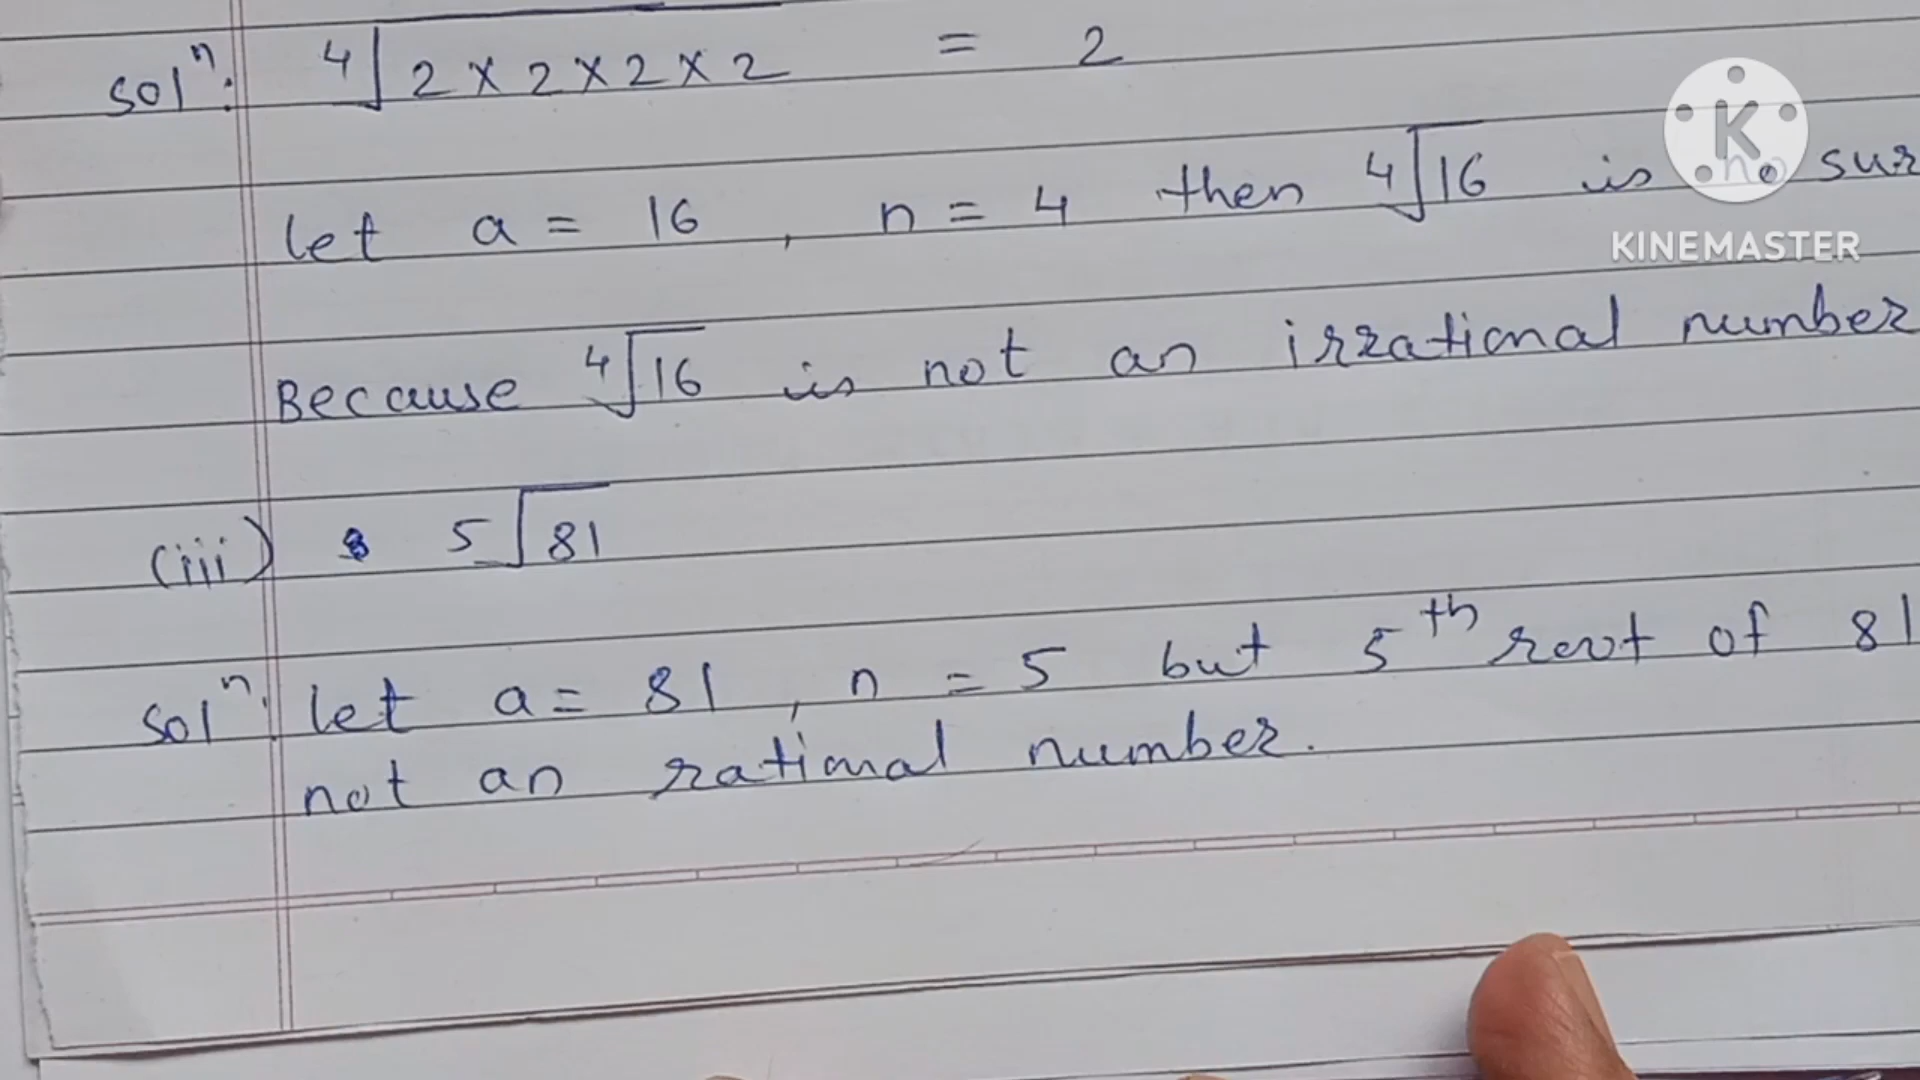 solⁿ: ⁴√2×2×2×2 = 2
let a = 16, n = 4 then ⁴√16 is no sur
K
KINEMASTER
Because ⁴√16 is not an irrational number
(iii) ⁵√81
solⁿ: let a = 81, n = 5 but 5ᵗʰ root of 81
not an rational number.